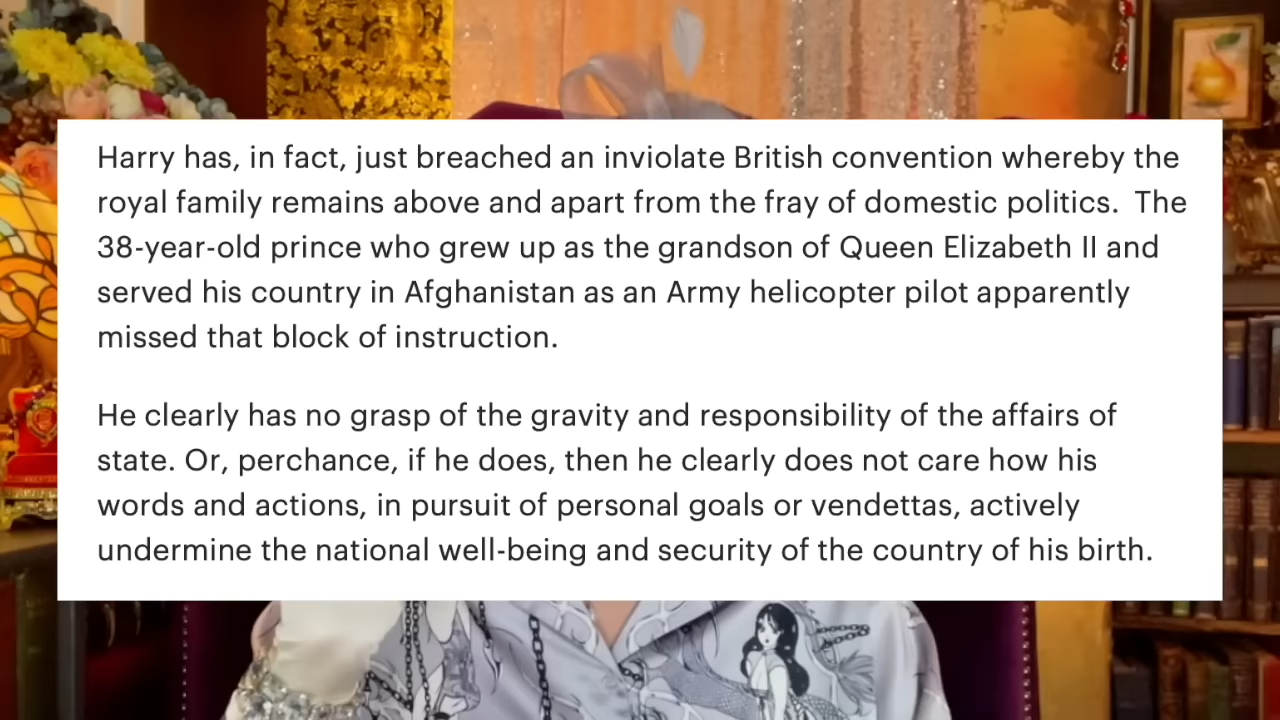 Harry has, in fact, just breached an inviolate British convention whereby the
royal family remains above and apart from the fray of domestic politics.  The
38-year-old prince who grew up as the grandson of Queen Elizabeth II and
served his country in Afghanistan as an Army helicopter pilot apparently
missed that block of instruction.
He clearly has no grasp of the gravity and responsibility of the affairs of
state. Or, perchance, if he does, then he clearly does not care how his
words and actions, in pursuit of personal goals or vendettas, actively
undermine the national well-being and security of the country of his birth.